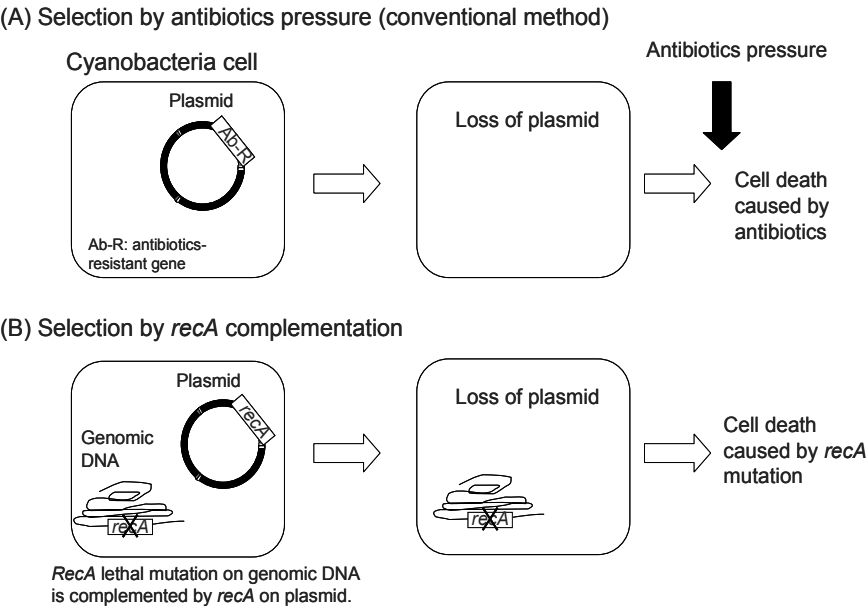 (A) Selection by antibiotics pressure (conventional method)
Antibiotics pressure
Cyanobacteria cell
Plasmid
Ab-R
Loss of plasmid
Cell death
caused by
antibiotics
Ab-R: antibiotics-
resistant gene
(B) Selection by recA complementation
Plasmid
recA
Genomic
DNA
recA
Loss of plasmid
recA
Cell death
caused by recA
mutation
RecA lethal mutation on genomic DNA
is complemented by recA on plasmid.